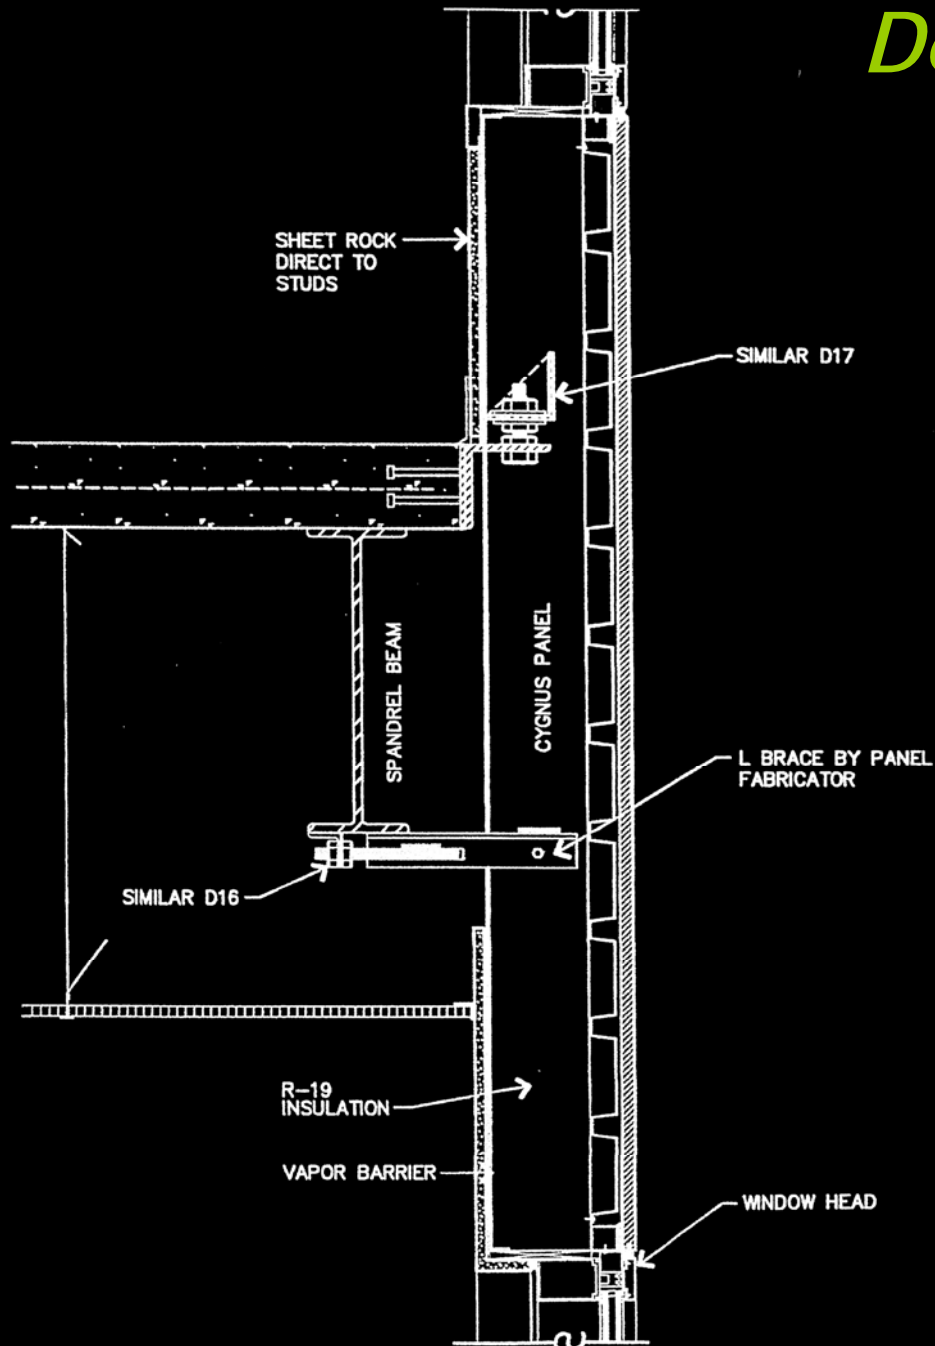 SHEET ROCK
DIRECT TO
STUDS
SIMILAR D17
SPANDREL BEAM
CYGNUS PANEL
L BRACE BY PANEL
FABRICATOR
SIMILAR D16
R-19
INSULATION
VAPOR BARRIER
WINDOW HEAD